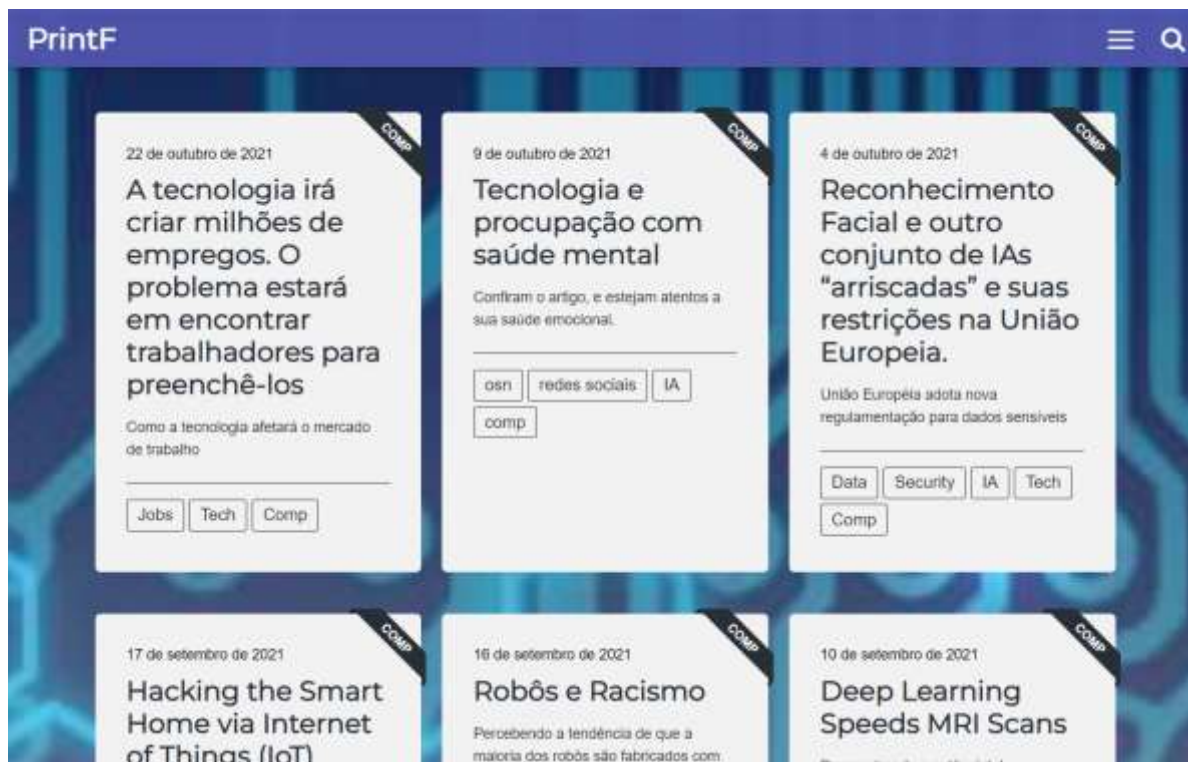 PrintF
COMP
22 de outubro de 2021
A tecnologia irá
criar milhões de
empregos. O
problema estará
em encontrar
trabalhadores para
preenchê-los
Como a tecnologia afetará o mercado
de trabalho
Jobs Tech Comp
COMP
9 de outubro de 2021
Tecnologia e
procupação com
saúde mental
Confiram o artigo, e estejam atentos a
sua saúde emocional.
osn redes sociais IA
comp
COMP
4 de outubro de 2021
Reconhecimento
Facial e outro
conjunto de IAs
“arriscadas” e suas
restrições na União
Europeia.
União Européia adota nova
regulamentação para dados sensíveis
Data Security IA Tech
Comp
COMP
17 de setembro de 2021
Hacking the Smart
Home via Internet
of Things (IoT)
COMP
16 de setembro de 2021
Robôs e Racismo
Percebendo a tendência de que a
maioria dos robôs são fabricados com
COMP
10 de setembro de 2021
Deep Learning
Speeds MRI Scans